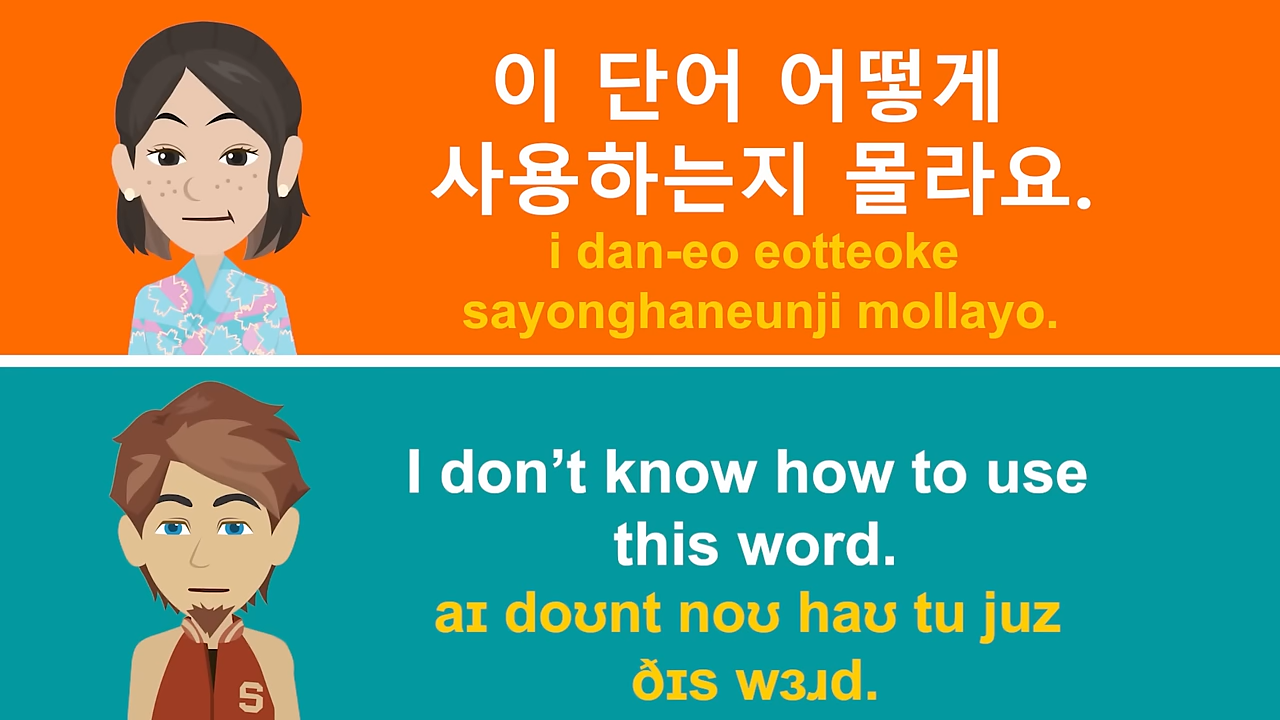 이 단어 어떻게
사용하는지 몰라요.
i dan-eo eotteoke
sayonghaneunji mollayo.
I don’t know how to use
this word.
aɪ doʊnt noʊ haʊ tu juz
ðɪs wɜɹd.
S